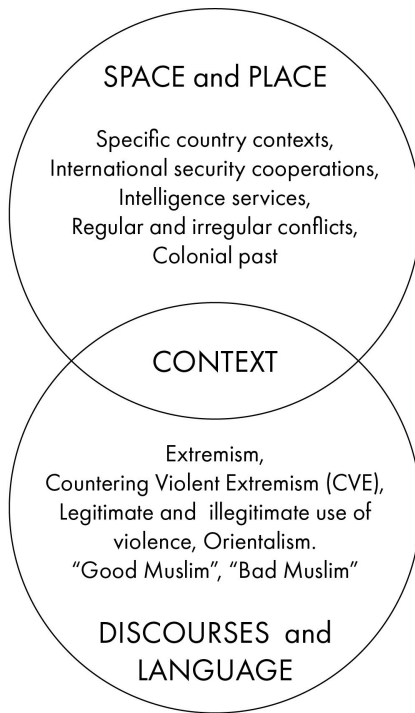 SPACE and PLACE
Specific country contexts,
International security cooperations,
Intelligence services,
Regular and irregular conflicts,
Colonial past
CONTEXT
Extremism,
Countering Violent Extremism (CVE),
Legitimate and illegitimate use of
violence, Orientalism.
“Good Muslim”, “Bad Muslim”
DISCOURSES and
LANGUAGE